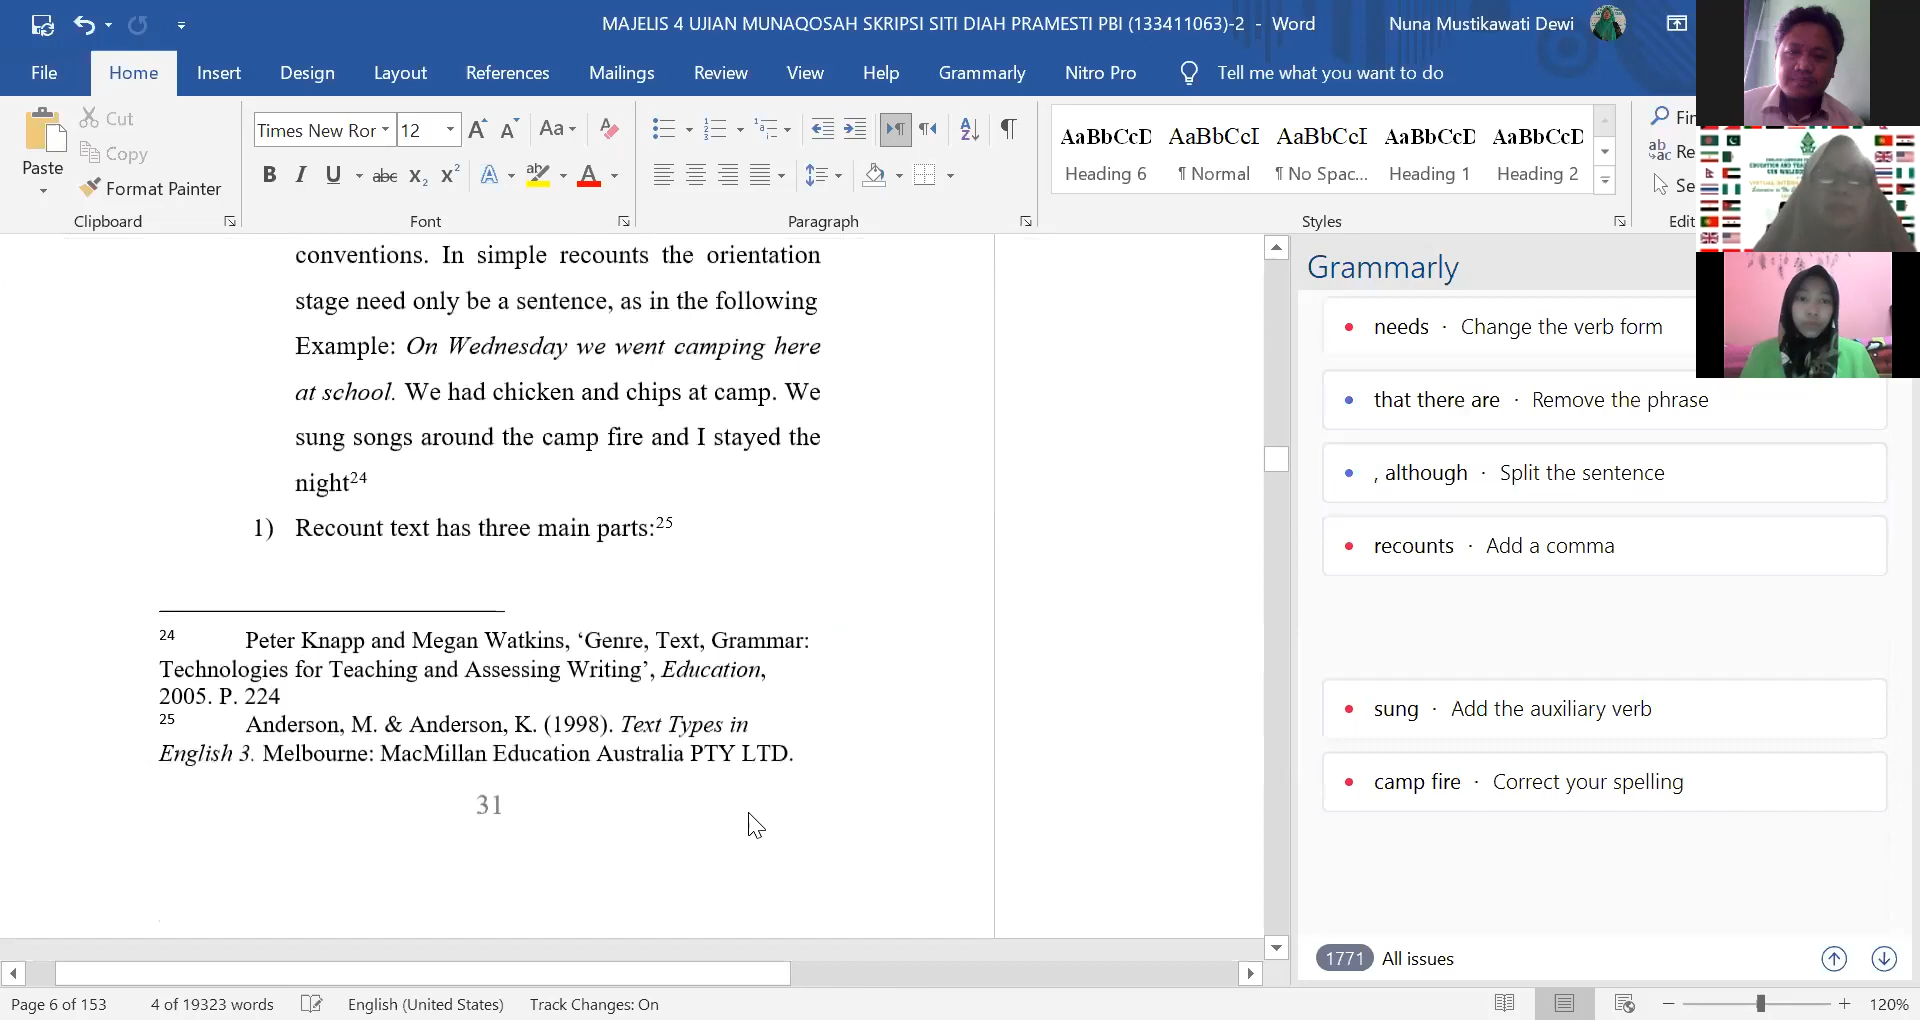 MAJELIS 4 UJIAN MUNAQOSAH SKRIPSI SITI DIAH PRAMESTI PBI (133411063)-2 - Word
Nuna Mustikawati Dewi
File Home Insert Design Layout References Mailings Review View Help Grammarly Nitro Pro Tell me what you want to do
Paste
Cut
Copy
Format Painter
Clipboard
Times New Ror 12
Font
Paragraph
AaBbCcD AaBbCcI AaBbCcI AaBbCcD AaBbCcD
Heading 6 ¶ Normal ¶ No Spac... Heading 1 Heading 2
Styles
Fin
Re
Se
Edit
conventions. In simple recounts the orientation
stage need only be a sentence, as in the following
Example: On Wednesday we went camping here
at school. We had chicken and chips at camp. We
sung songs around the camp fire and I stayed the
night24
1) Recount text has three main parts:25
24 Peter Knapp and Megan Watkins, ‘Genre, Text, Grammar:
Technologies for Teaching and Assessing Writing’, Education,
2005. P. 224
25 Anderson, M. & Anderson, K. (1998). Text Types in
English 3. Melbourne: MacMillan Education Australia PTY LTD.
31
Grammarly
needs · Change the verb form
that there are · Remove the phrase
, although · Split the sentence
recounts · Add a comma
sung · Add the auxiliary verb
camp fire · Correct your spelling
1771 All issues
Page 6 of 153 4 of 19323 words English (United States) Track Changes: On 120%